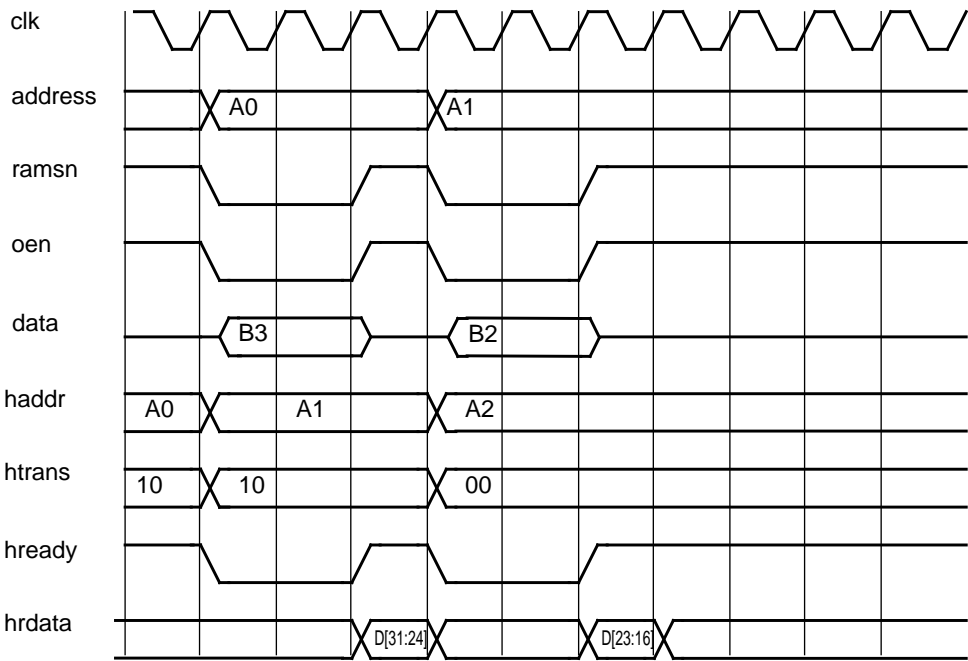 clk
address A0 A1
ramsn
oen
data B3 B2
haddr A0 A1 A2
htrans 10 10 00
hready
hrdata D[31:24] D[23:16]